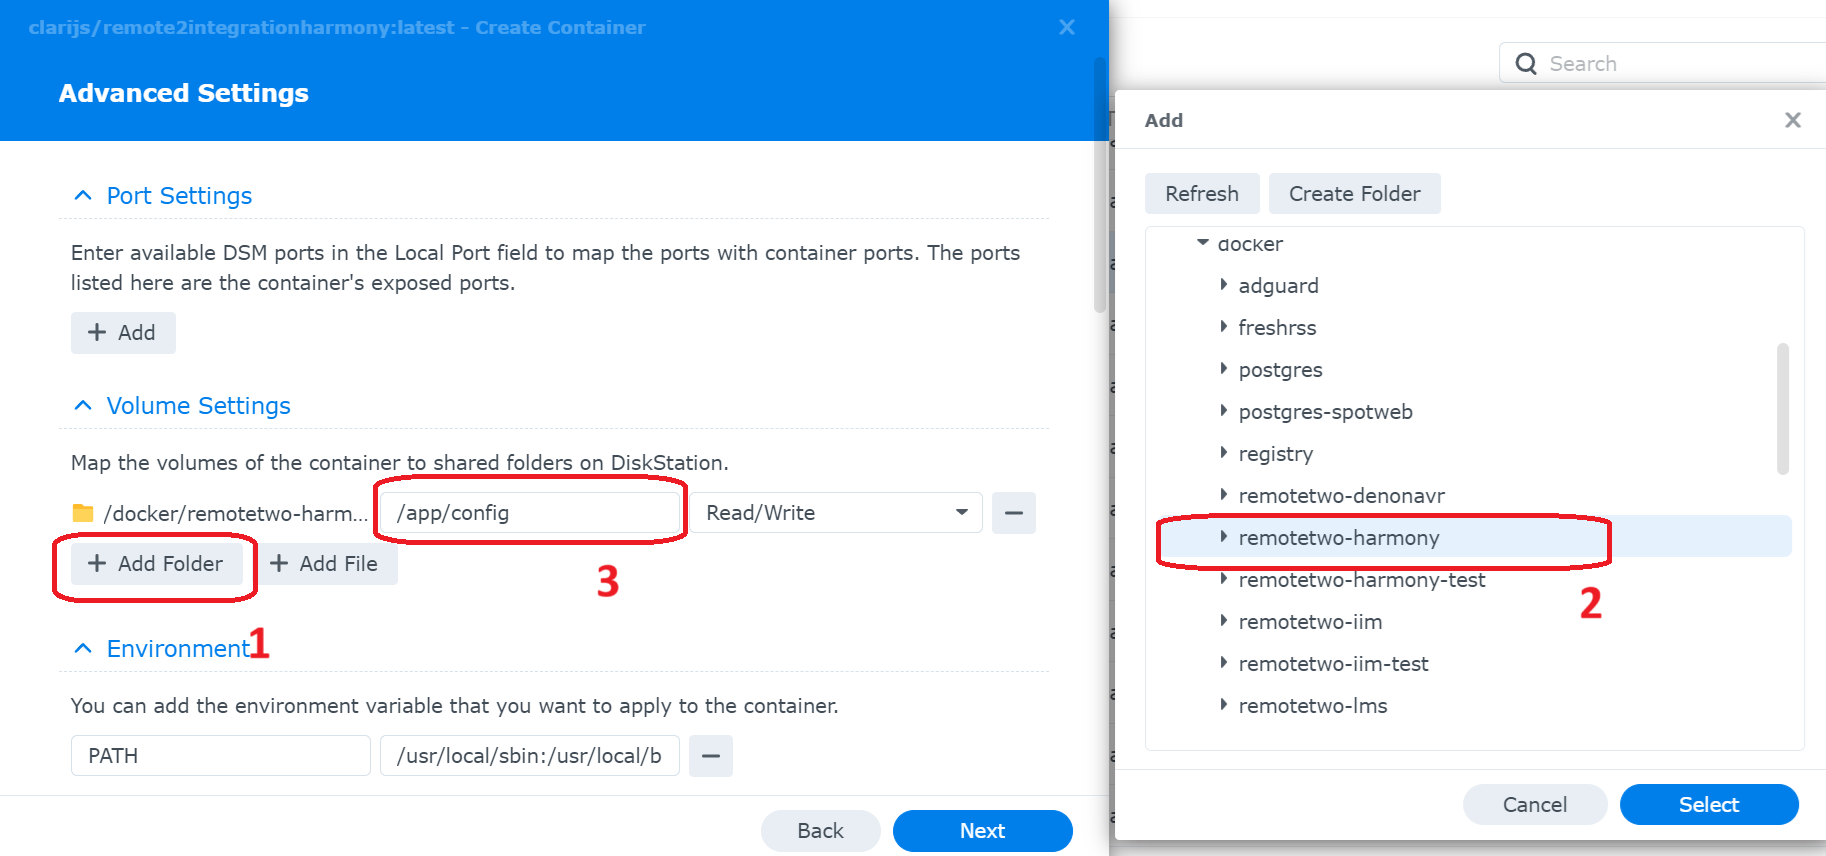 clarijs/remote2integrationharmony:latest - Create Container
Advanced Settings
Port Settings
Enter available DSM ports in the Local Port field to map the ports with container ports. The ports
listed here are the container's exposed ports.
Add
Volume Settings
Map the volumes of the container to shared folders on DiskStation.
/docker/remotetwo-harm... /app/config Read/Write
Add Folder Add File
3
1
Environment
You can add the environment variable that you want to apply to the container.
PATH /usr/local/sbin:/usr/local/b
Back Next
Search
Add
Refresh Create Folder
docker
adguard
freshrss
postgres
postgres-spotweb
registry
remotetwo-denonavr
remotetwo-harmony
remotetwo-harmony-test
2
remotetwo-iim
remotetwo-iim-test
remotetwo-lms
Cancel Select